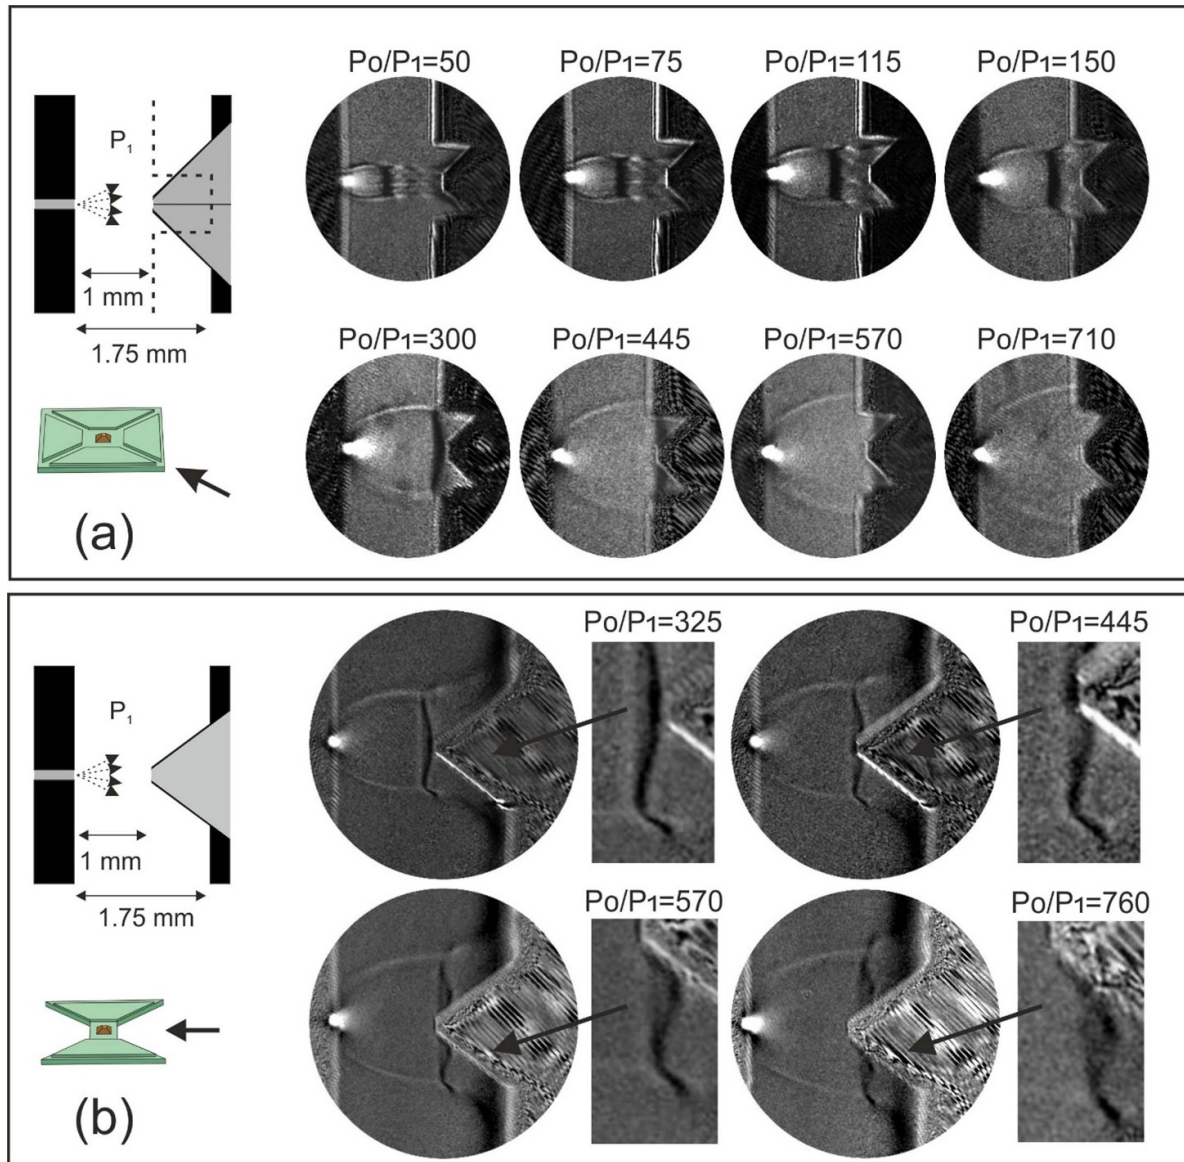 Po/P1=50 Po/P1=75 Po/P1=115 Po/P1=150
P1
1 mm
1.75 mm
Po/P1=300 Po/P1=445 Po/P1=570 Po/P1=710
(a)
Po/P1=325 Po/P1=445
P1
1 mm
1.75 mm
Po/P1=570 Po/P1=760
(b)